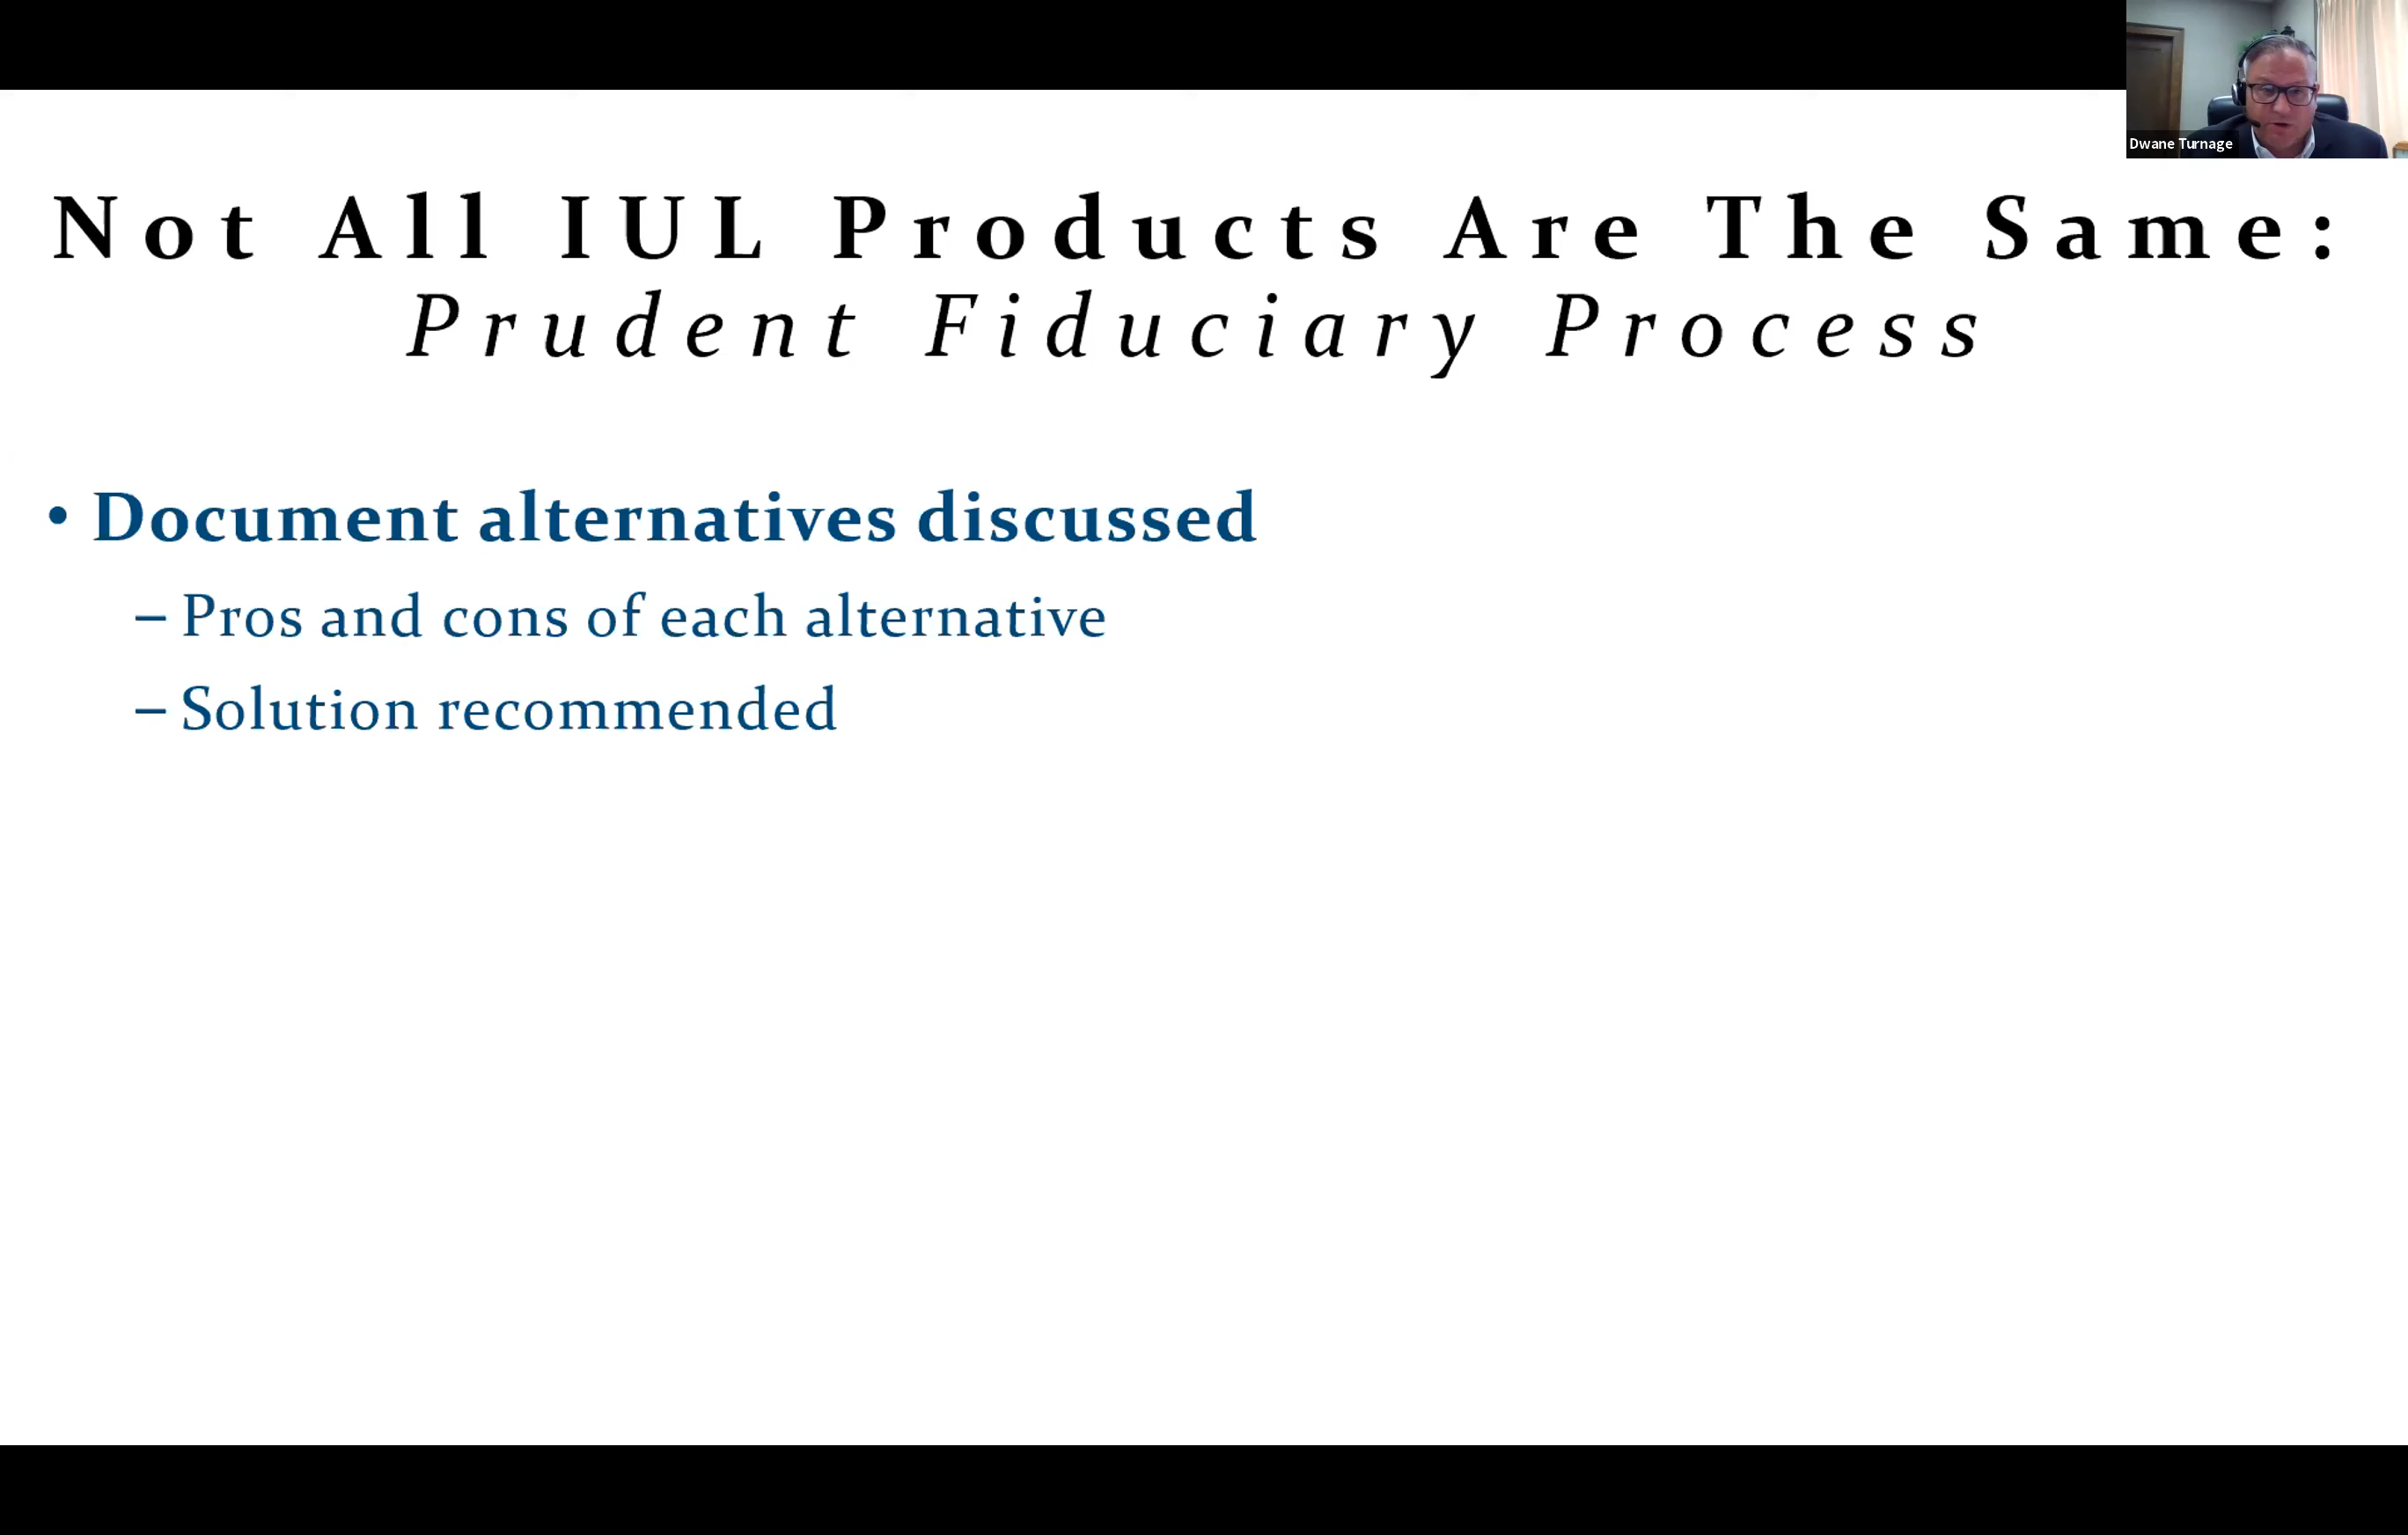 Dwane Turnage
Not All IUL Products Are The Same:
Prudent Fiduciary Process
• Document alternatives discussed
– Pros and cons of each alternative
– Solution recommended